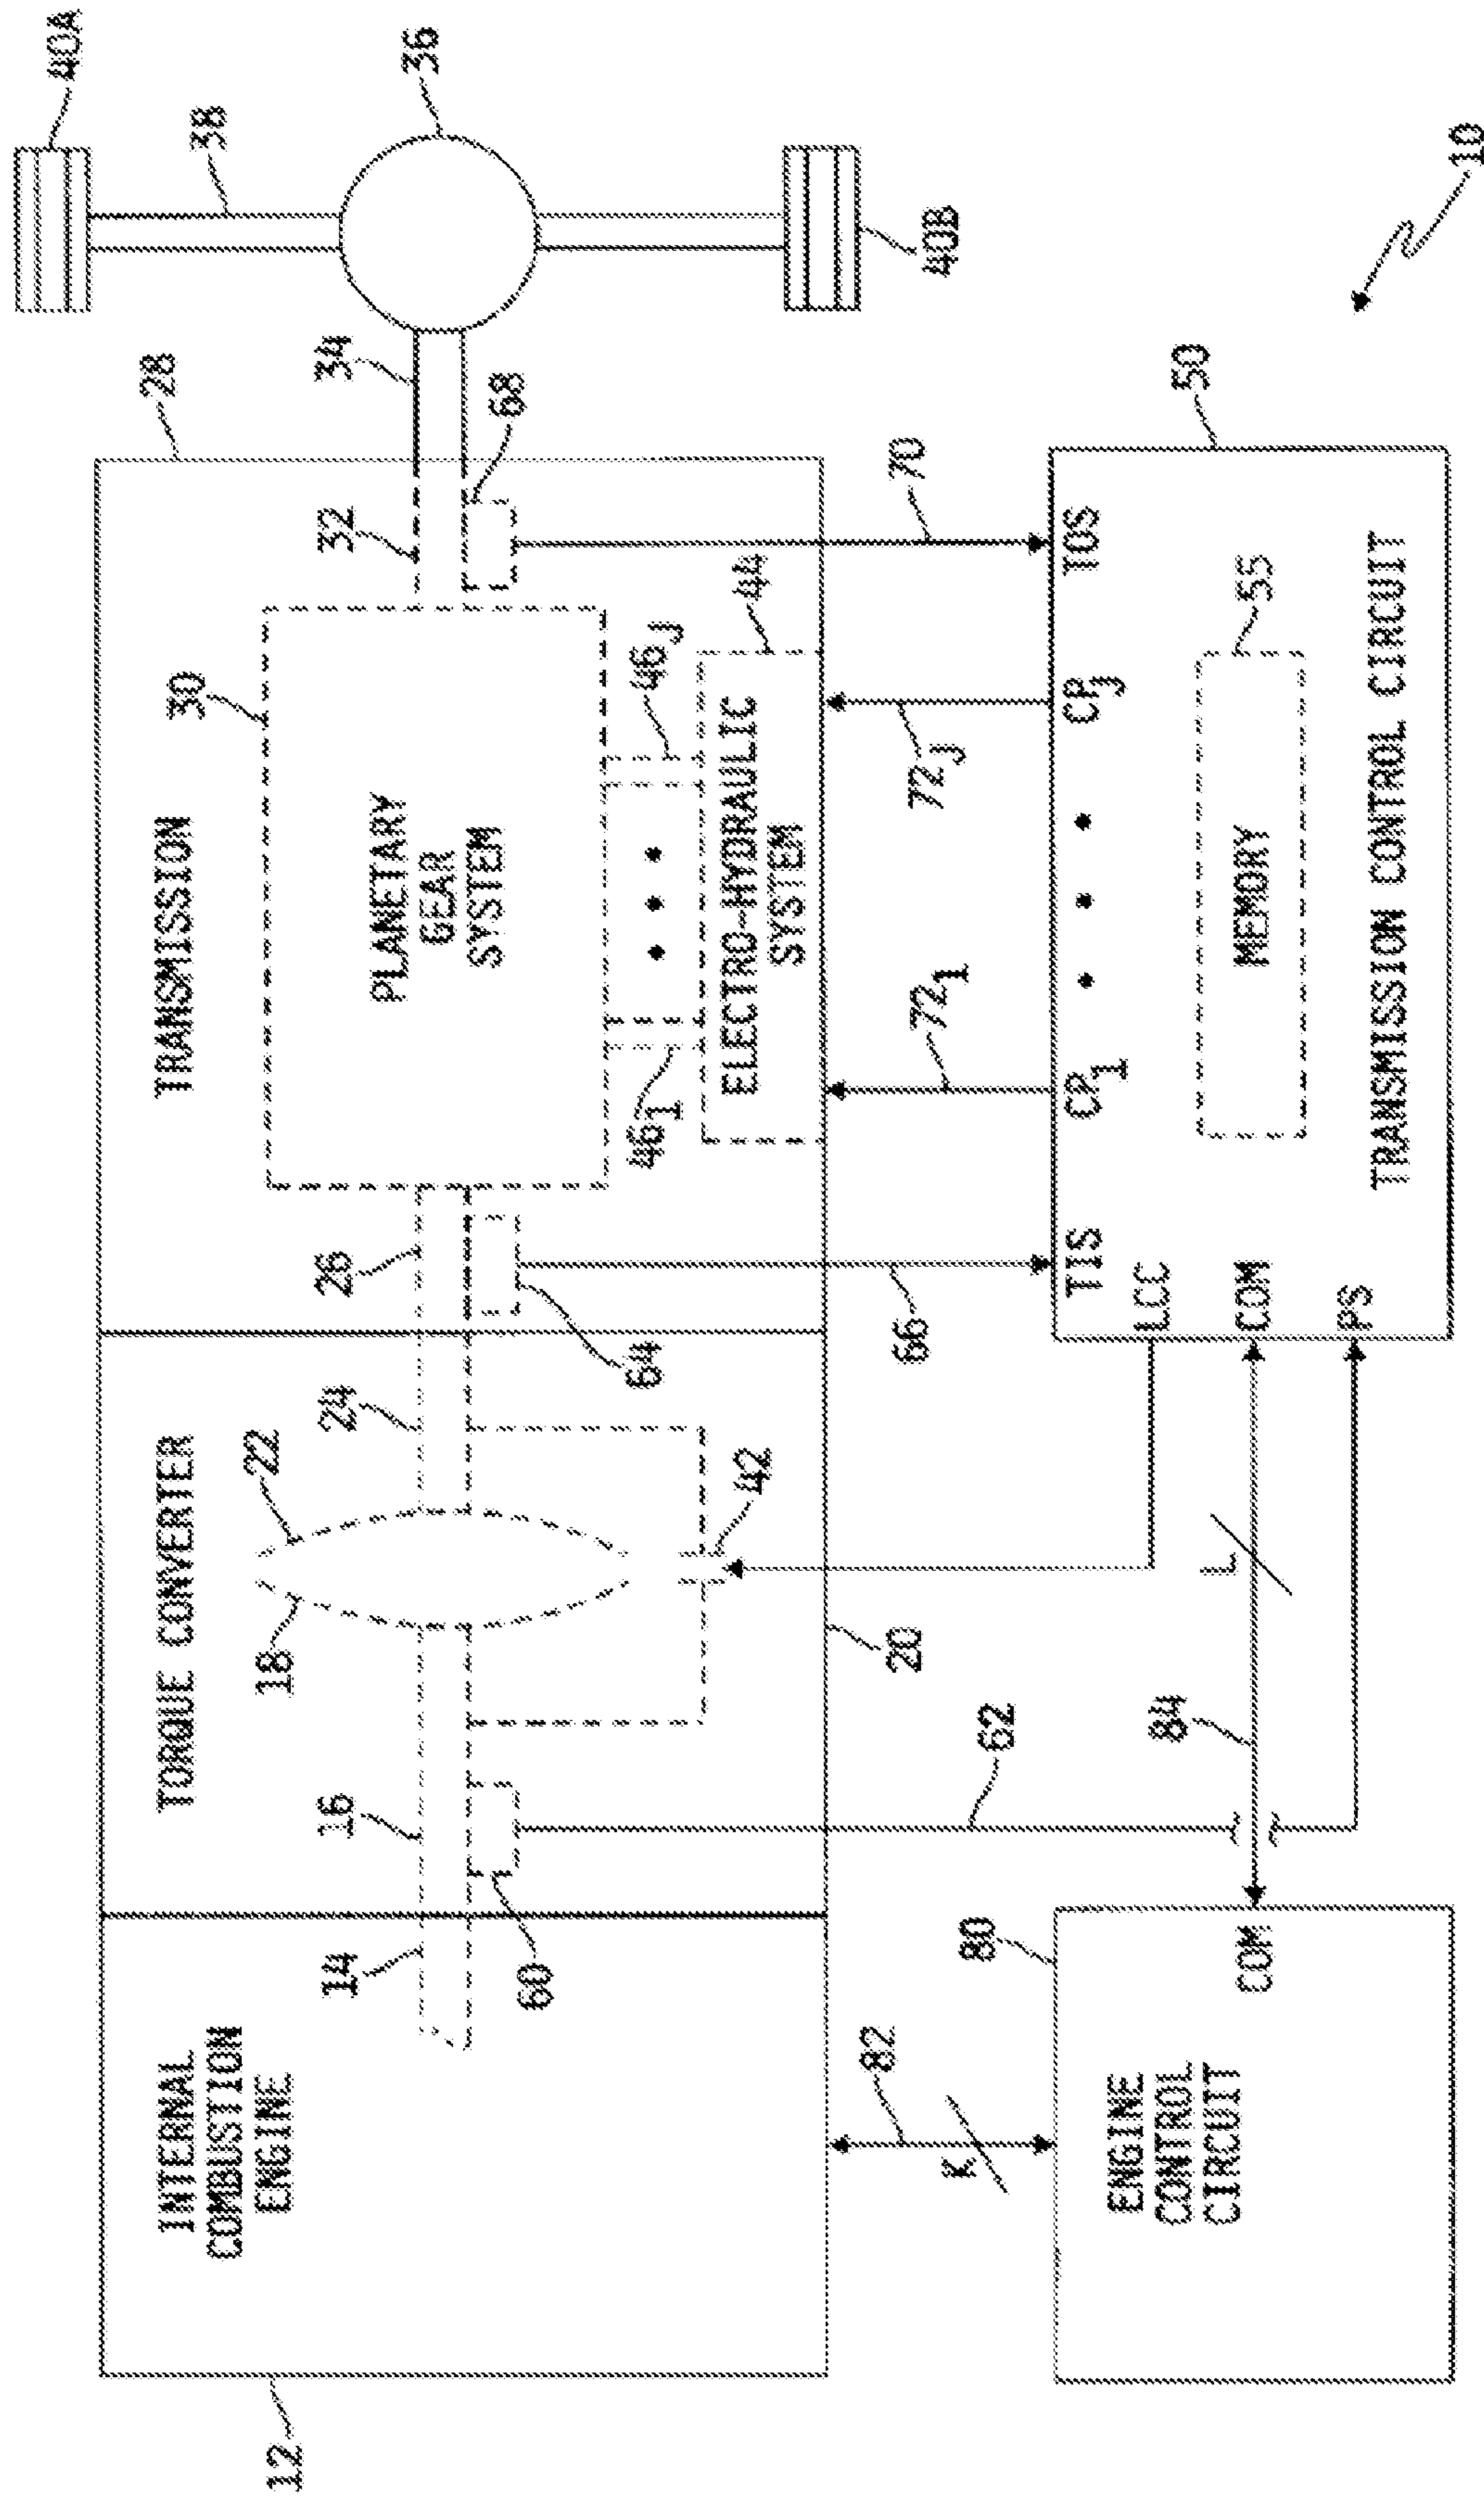 INTERNAL
COMBUSTION
ENGINE
12
14
TORQUE CONVERTER
16
18
22
24
60
42
20
TRANSMISSION
28
26
30
PLANETARY
GEAR
SYSTEM
32
34
64
68
46₁
46J
ELECTRO-HYDRAULIC
SYSTEM
44
36
38
40A
40B
82
K
62
66
72₁
72J
70
80
ENGINE
CONTROL
CIRCUIT
COM
84
L
50
TIS
CP₁
CPJ
TOS
LCC
COM
PS
MEMORY
55
TRANSMISSION CONTROL CIRCUIT
10